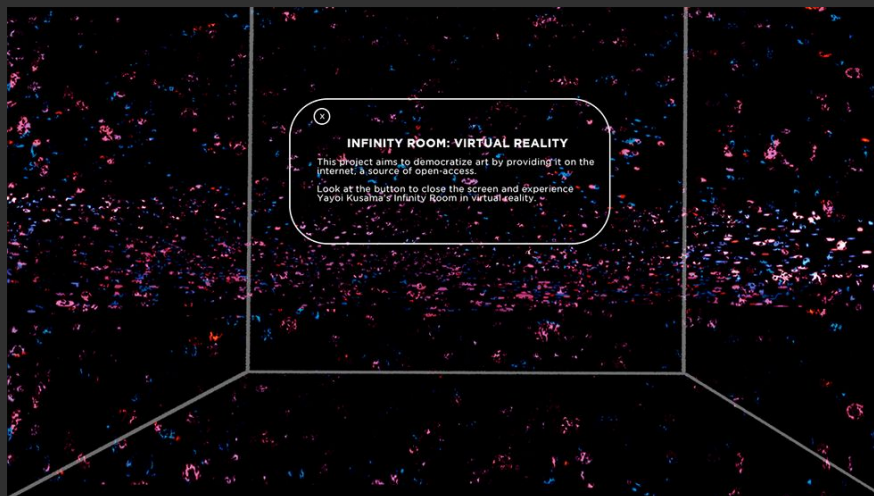 X
INFINITY ROOM: VIRTUAL REALITY
This project aims to democratize art by providing it on the
internet, a source of open-access.
Look at the button to close the screen and experience
Yayoi Kusama's Infinity Room in virtual reality.